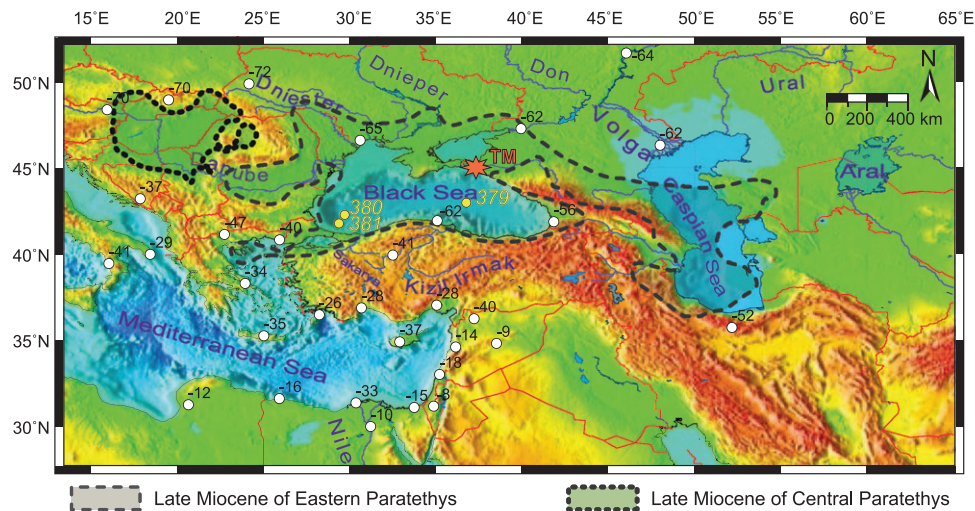 15°E 20°E 25°E 30°E 35°E 40°E 45°E 50°E 55°E 60°E 65°E
50°N
45°N
40°N
35°N
30°N
N
0 200 400 km
-64
-72
-70
-70
Dniester
Dnieper
Don
Ural
Volga
-62
-62
-65
TM
Danube
Black Sea
379
380
381
-62
-56
Aral
Caspian Sea
-37
-47
-40
-41
-29
-41
Sakarya
Kizilirmak
-34
-26
-28
-28
-40
-35
-37
-14
-9
-52
Mediterranean Sea
-18
-12
-16
-33
-15
-8
-10
Nile
Late Miocene of Eastern Paratethys
Late Miocene of Central Paratethys